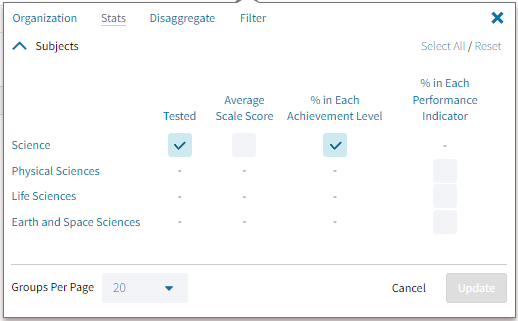 Organization Stats Disaggregate Filter
Subjects Select All / Reset
Tested Average Scale Score % in Each Achievement Level % in Each Performance Indicator
Science -
Physical Sciences - - -
Life Sciences - - -
Earth and Space Sciences - - -
Groups Per Page 20 Cancel Update